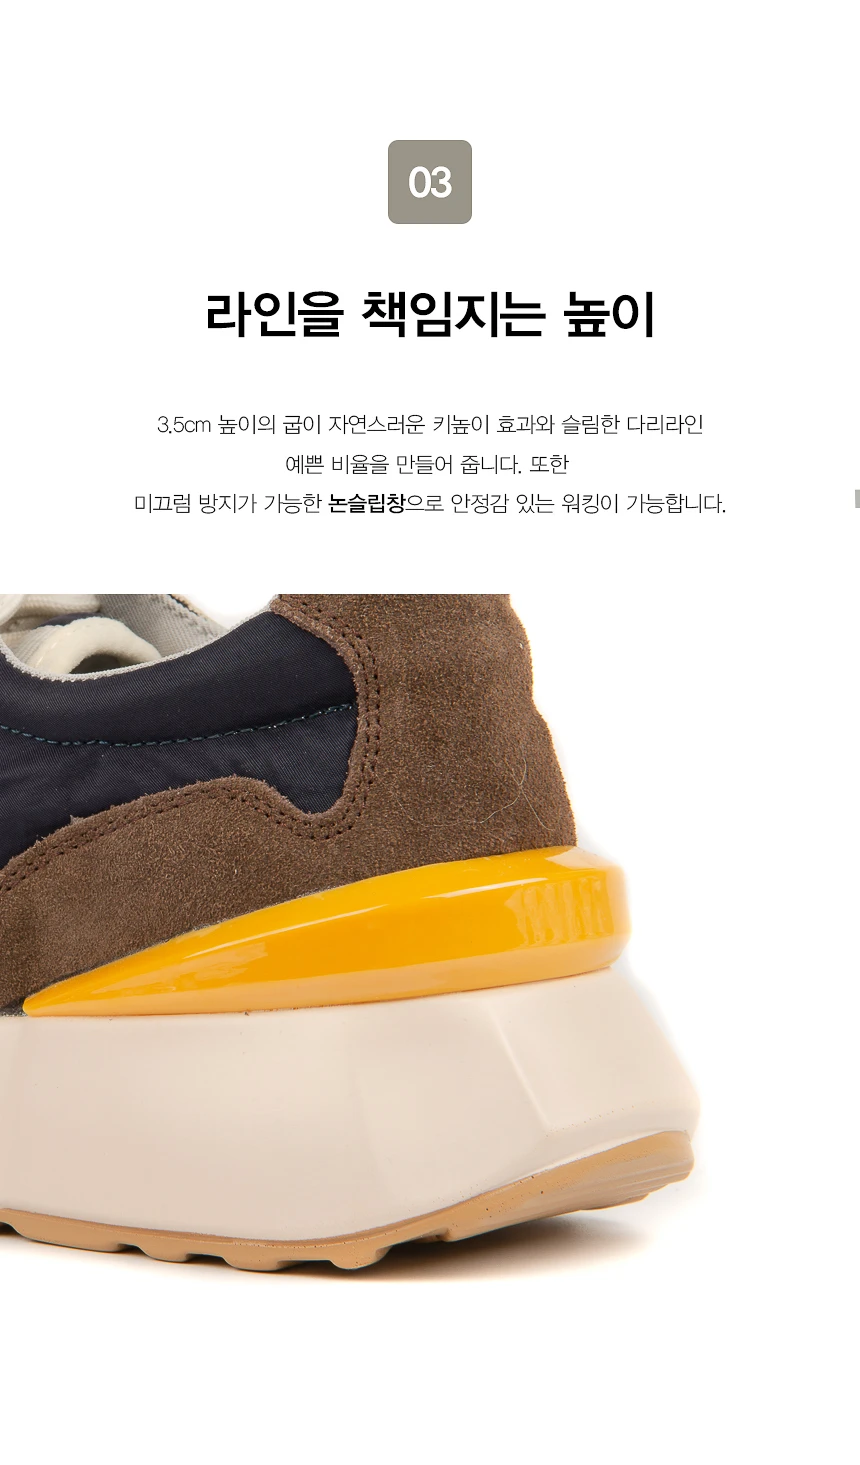 03
라인을 책임지는 높이
3.5cm 높이의 굽이 자연스러운 키높이 효과와 슬림한 다리라인
예쁜 비율을 만들어 줍니다. 또한
미끄럼 방지가 가능한 논슬립창으로 안정감 있는 워킹이 가능합니다.